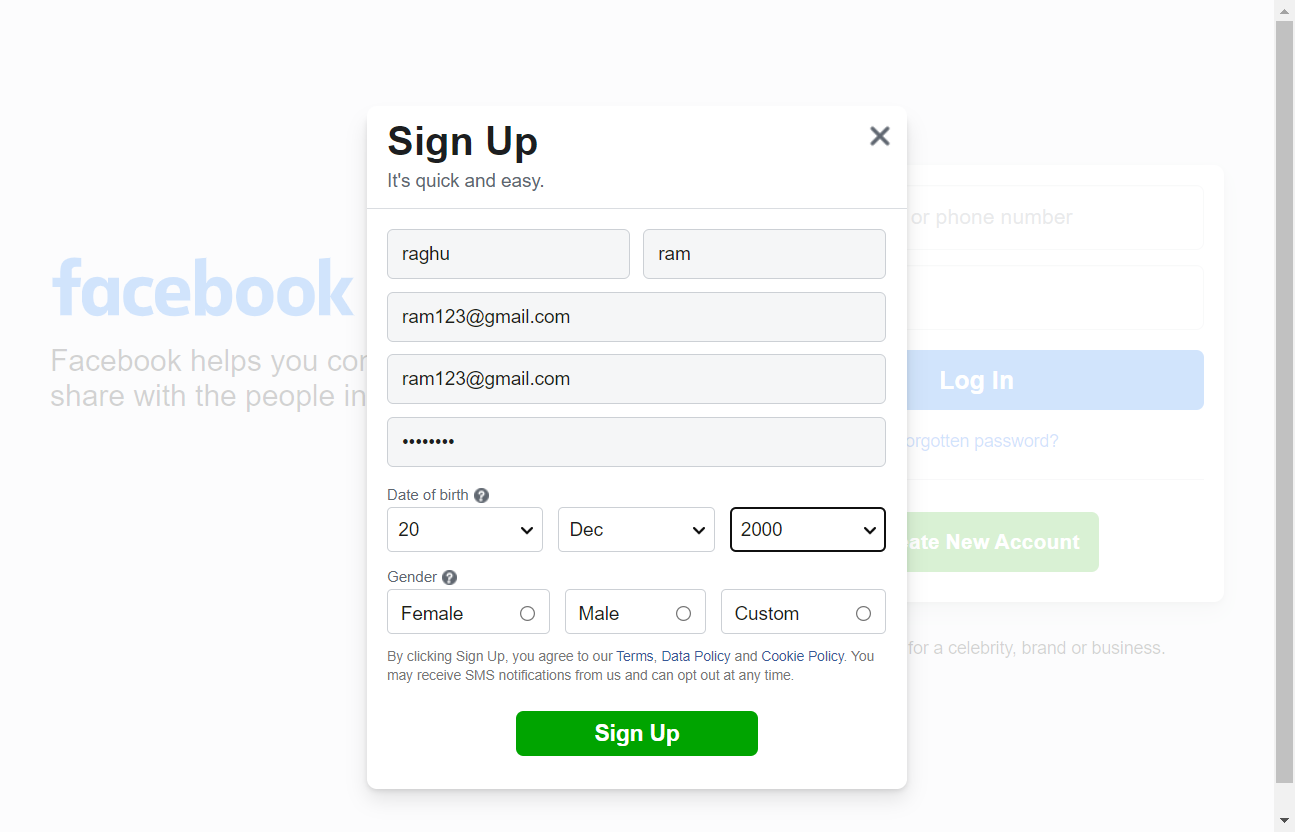 Sign Up
It's quick and easy.
raghu ram
ram123@gmail.com
ram123@gmail.com
••••••••
Date of birth ?
20 Dec 2000
Gender ?
Female Male Custom
By clicking Sign Up, you agree to our Terms, Data Policy and Cookie Policy. You
may receive SMS notifications from us and can opt out at any time.
Sign Up
facebook
Facebook helps you
share with the people in
or phone number
Log In
password?
New Account
for a celebrity, brand or business.